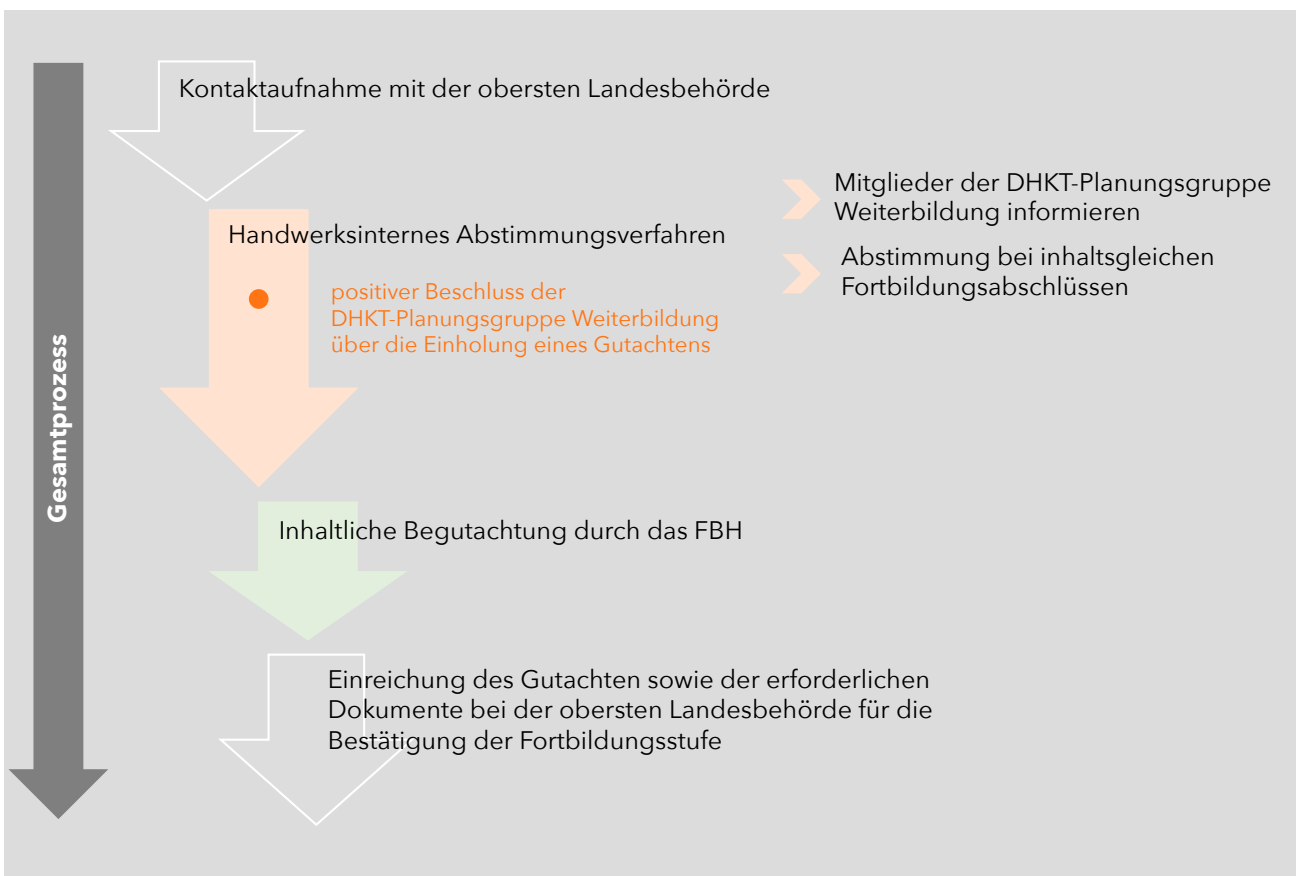 Gesamtprozess
Kontaktaufnahme mit der obersten Landesbehörde
Handwerksinternes Abstimmungsverfahren
positiver Beschluss der
DHKT-Planungsgruppe Weiterbildung
über die Einholung eines Gutachtens
Mitglieder der DHKT-Planungsgruppe
Weiterbildung informieren
Abstimmung bei inhaltsgleichen
Fortbildungsabschlüssen
Inhaltliche Begutachtung durch das FBH
Einreichung des Gutachten sowie der erforderlichen
Dokumente bei der obersten Landesbehörde für die
Bestätigung der Fortbildungsstufe